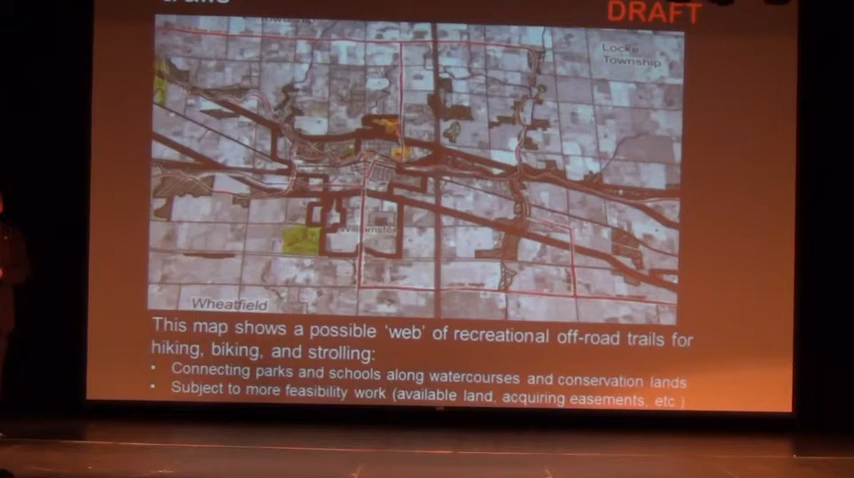 DRAFT
Locke
Township
Wheatfield
This map shows a possible 'web' of recreational off-road trails for
hiking, biking, and strolling:
• Connecting parks and schools along watercourses and conservation lands
• Subject to more feasibility work (available land, acquiring easements, etc )